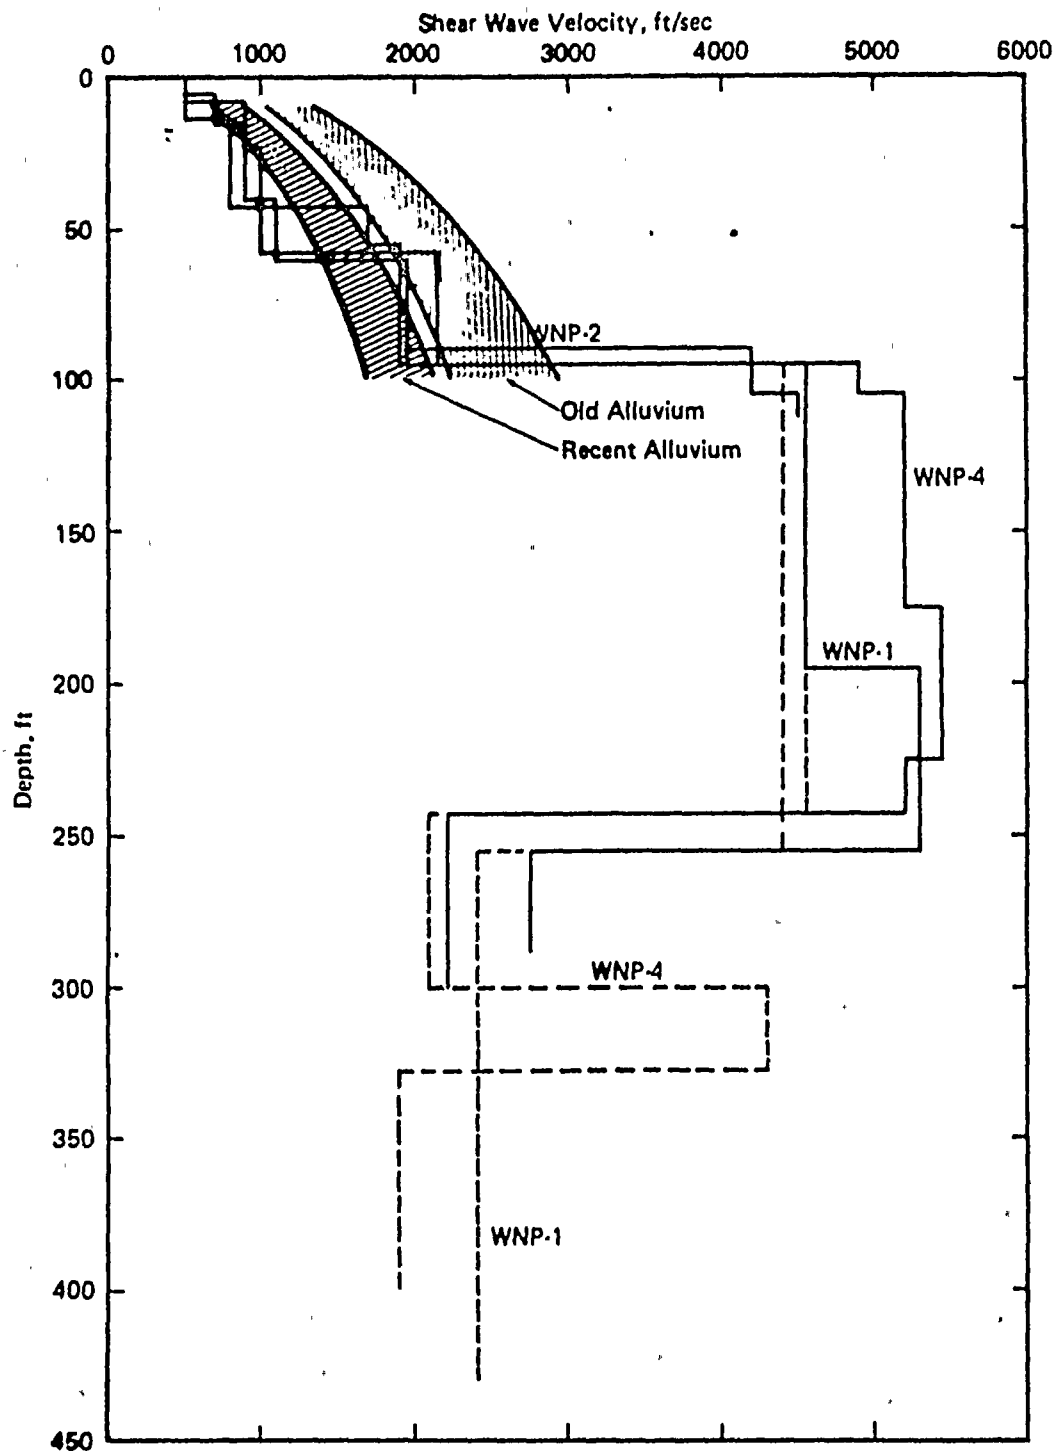 Shear Wave Velocity, ft/sec
0 1000 2000 3000 4000 5000 6000
0
50
WNP-2
100
Old Alluvium
Recent Alluvium
WNP-4
150
WNP-1
200
Depth, ft
250
WNP-4
300
350
WNP-1
400
450